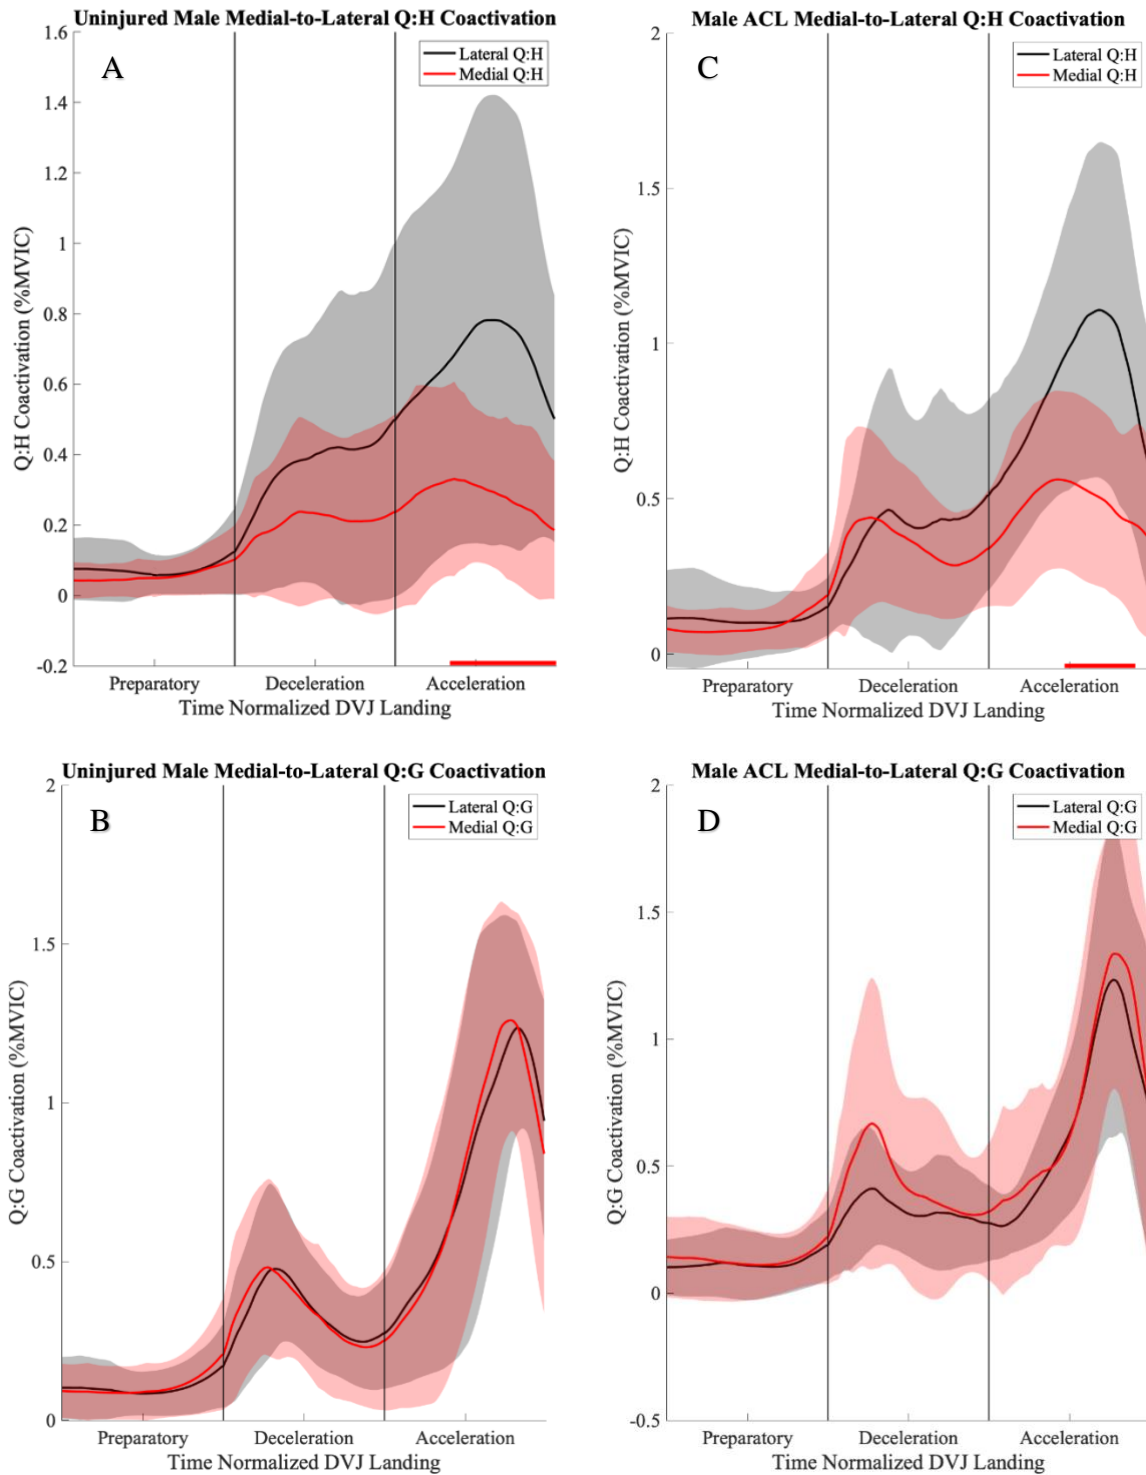 Uninjured Male Medial-to-Lateral Q:H Coactivation
A
Lateral Q:H
Medial Q:H
1.6
1.4
1.2
1
0.8
0.6
0.4
0.2
0
-0.2
Q:H Coactivation (%MVIC)
Preparatory Deceleration Acceleration
Time Normalized DVJ Landing
Male ACL Medial-to-Lateral Q:H Coactivation
C
Lateral Q:H
Medial Q:H
2
1.5
1
0.5
0
Q:H Coactivation (%MVIC)
Preparatory Deceleration Acceleration
Time Normalized DVJ Landing
Uninjured Male Medial-to-Lateral Q:G Coactivation
B
Lateral Q:G
Medial Q:G
2
1.5
1
0.5
0
Q:G Coactivation (%MVIC)
Preparatory Deceleration Acceleration
Time Normalized DVJ Landing
Male ACL Medial-to-Lateral Q:G Coactivation
D
Lateral Q:G
Medial Q:G
2
1.5
1
0.5
0
-0.5
Q:G Coactivation (%MVIC)
Preparatory Deceleration Acceleration
Time Normalized DVJ Landing